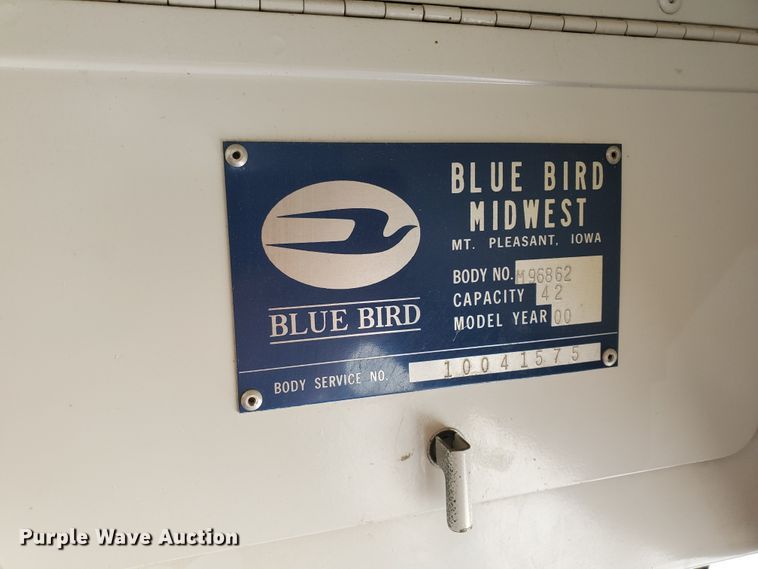 BLUE BIRD
MIDWEST
MT. PLEASANT, IOWA
BODY NO. M96862
CAPACITY 42
MODEL YEAR 00
BLUE BIRD
BODY SERVICE NO. 10041575
Purple Wave Auction